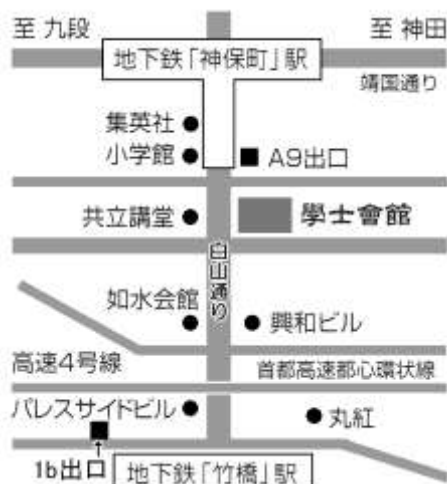 至 九段
至 神田
地下鉄「神保町」駅
靖国通り
集英社
小学館
A9出口
共立講堂
學士會館
白山通り
如水会館
興和ビル
高速4号線
首都高速都心環状線
パレスサイドビル
丸紅
1b出口
地下鉄「竹橋」駅